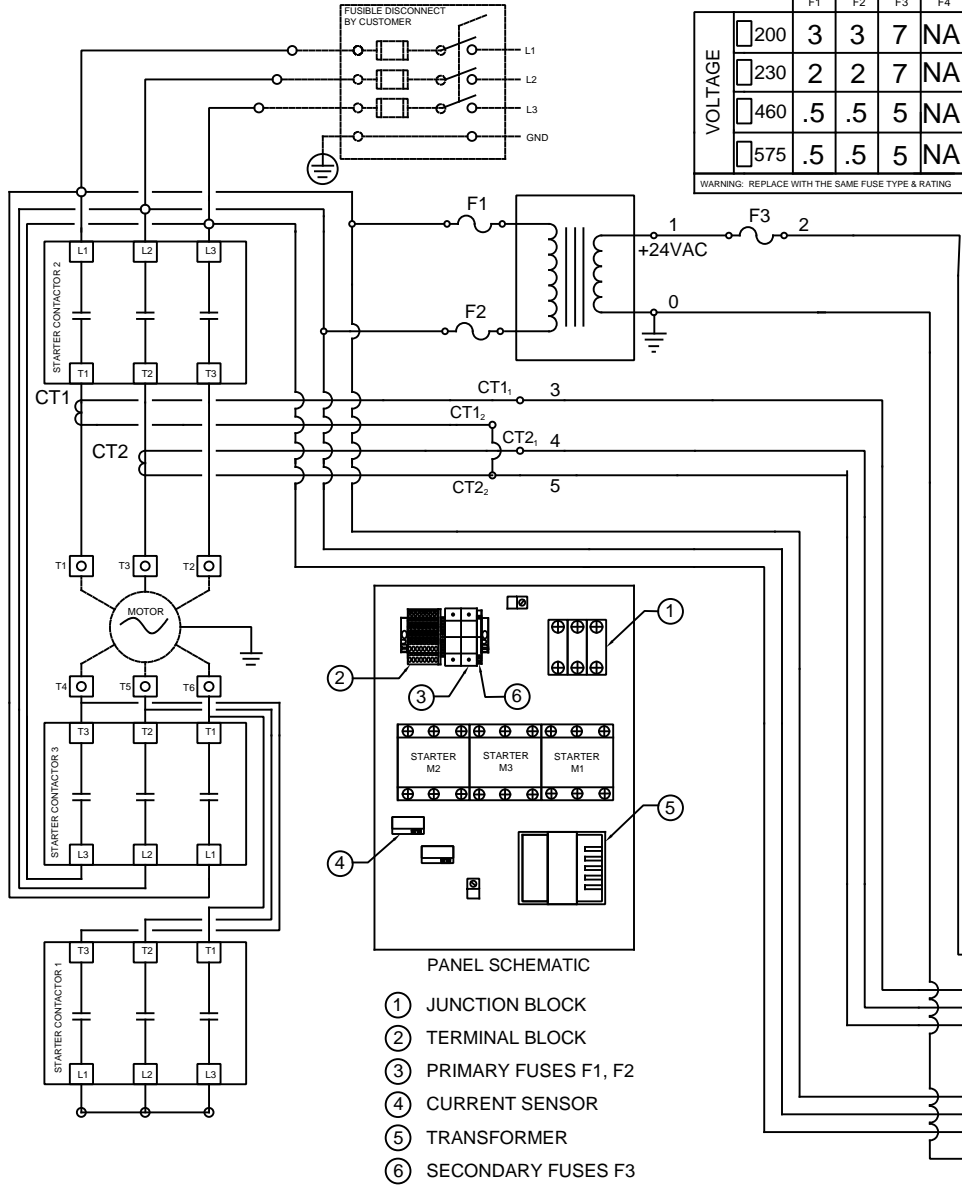 FUSIBLE DISCONNECT
BY CUSTOMER
L1
L2
L3
GND
F1 F2 F3 F4
VOLTAGE
200 3 3 7 NA
230 2 2 7 NA
460 .5 .5 5 NA
575 .5 .5 5 NA
WARNING: REPLACE WITH THE SAME FUSE TYPE & RATING
F1
F2
1
+24VAC
F3
2
0
STARTER CONTACTOR 2
L1 L2 L3
T1 T2 T3
CT1
CT2
CT1₁ 3
CT1₂
CT2₁ 4
CT2₂ 5
T1 T3 T2
MOTOR
T4 T5 T6
STARTER CONTACTOR 3
T3 T2 T1
L3 L2 L1
STARTER CONTACTOR 1
T3 T2 T1
L1 L2 L3
1
2
3
6
STARTER
M2
STARTER
M3
STARTER
M1
5
4
PANEL SCHEMATIC
1 JUNCTION BLOCK
2 TERMINAL BLOCK
3 PRIMARY FUSES F1, F2
4 CURRENT SENSOR
5 TRANSFORMER
6 SECONDARY FUSES F3